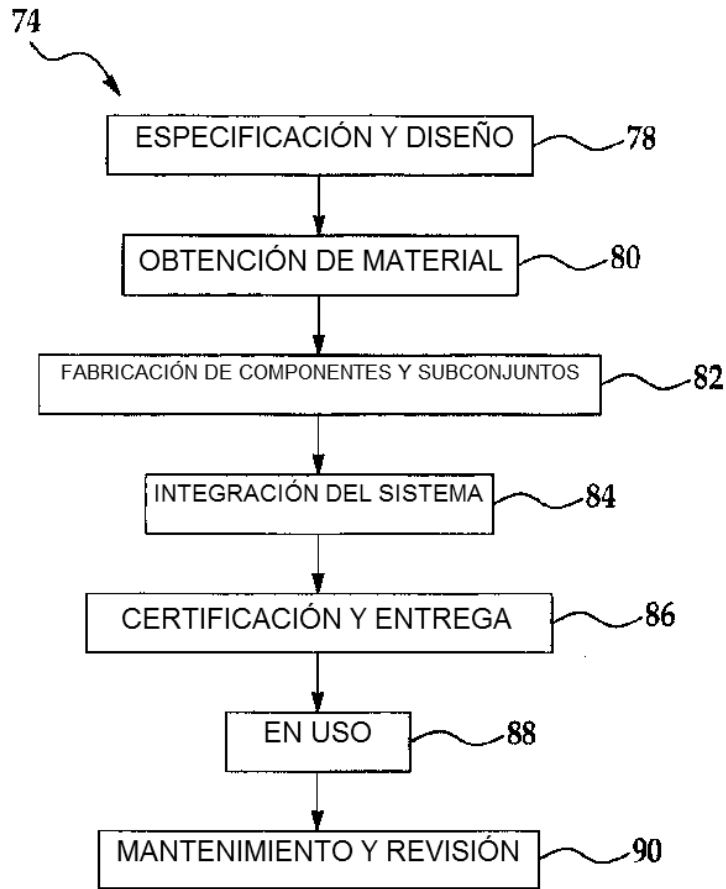 74
ESPECIFICACIÓN Y DISEÑO 78
OBTENCIÓN DE MATERIAL 80
FABRICACIÓN DE COMPONENTES Y SUBCONJUNTOS 82
INTEGRACIÓN DEL SISTEMA 84
CERTIFICACIÓN Y ENTREGA 86
EN USO 88
MANTENIMIENTO Y REVISIÓN 90